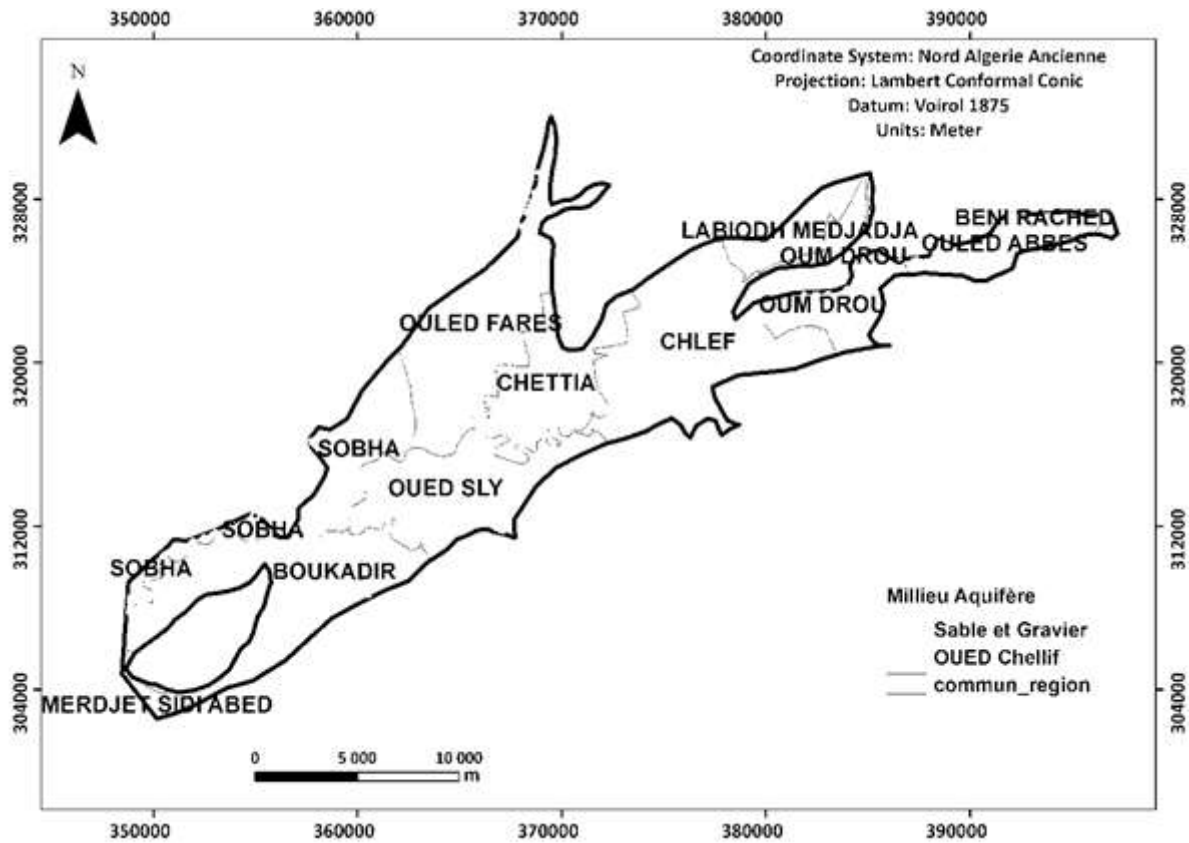 350000 360000 370000 380000 390000
Coordinate System: Nord Algerie Ancienne
Projection: Lambert Conformal Conic
Datum: Voirol 1875
Units: Meter
N
328000 328000
BENI RACHED
LABIODH MEDJADJA
OULED ABBES
OUM DROU
OUM DROU
OULED FARES
CHLEF
320000 320000
CHETTIA
SOBHA
OUED SLY
312000 312000
SOBHA
SOBHA
BOUKADIR
Millieu Aquifère
Sable et Gravier
OUED Chellif
commun_region
304000 304000
MERDJET SIDI ABED
0 5 000 10 000
m
350000 360000 370000 380000 390000